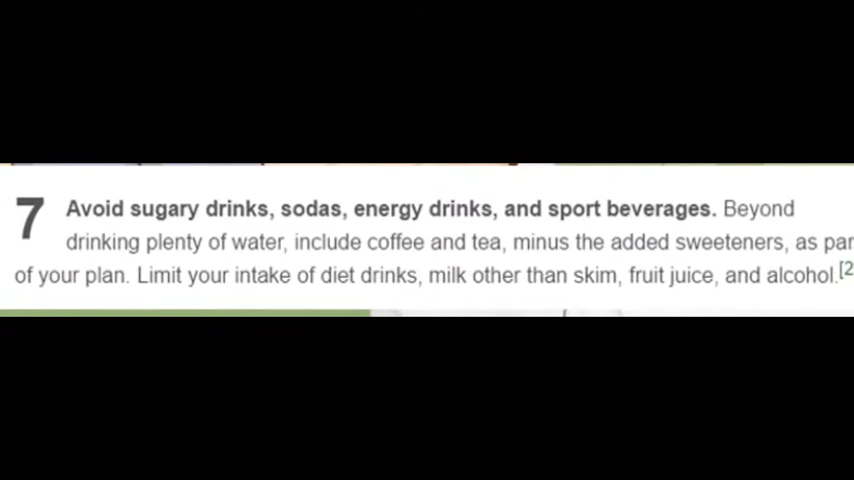 7 Avoid sugary drinks, sodas, energy drinks, and sport beverages. Beyond
drinking plenty of water, include coffee and tea, minus the added sweeteners, as par
of your plan. Limit your intake of diet drinks, milk other than skim, fruit juice, and alcohol.[2